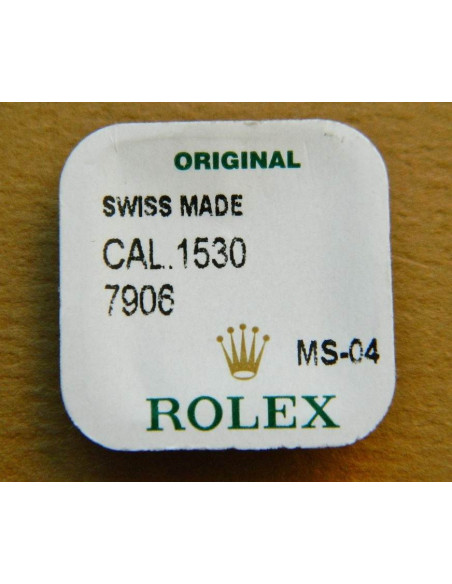 ORIGINAL
SWISS MADE
CAL..1530
7906
MS-04
ROLEX